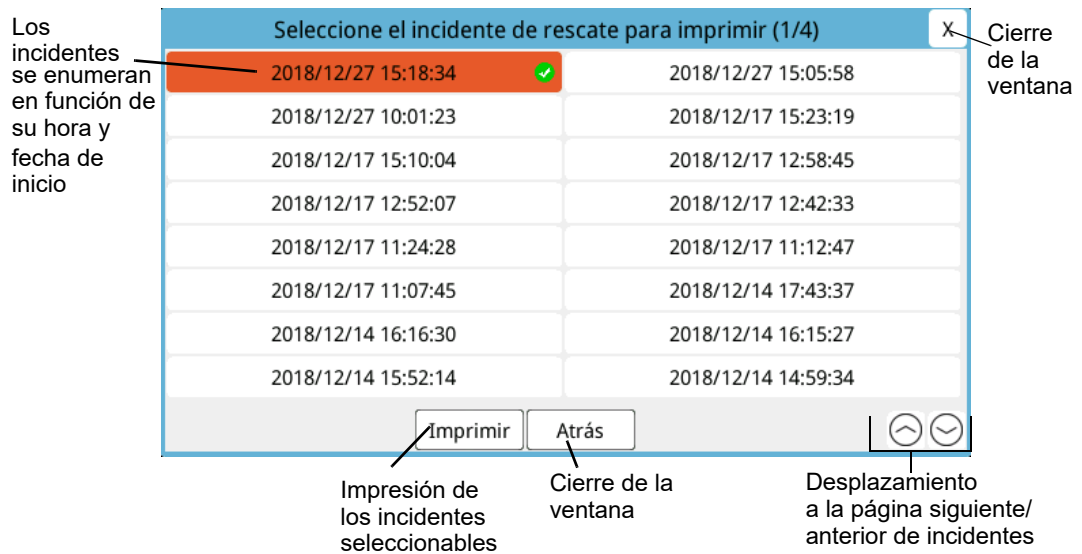 Los
incidentes
se enumeran
en función de
su hora y
fecha de
inicio
Seleccione el incidente de rescate para imprimir (1/4)
X
Cierre
de la
ventana
2018/12/27 15:18:34
2018/12/27 15:05:58
2018/12/27 10:01:23
2018/12/17 15:23:19
2018/12/17 15:10:04
2018/12/17 12:58:45
2018/12/17 12:52:07
2018/12/17 12:42:33
2018/12/17 11:24:28
2018/12/17 11:12:47
2018/12/17 11:07:45
2018/12/14 17:43:37
2018/12/14 16:16:30
2018/12/14 16:15:27
2018/12/14 15:52:14
2018/12/14 14:59:34
Imprimir
Atrás
Impresión de
los incidentes
seleccionables
Cierre de la
ventana
Desplazamiento
a la página siguiente/
anterior de incidentes